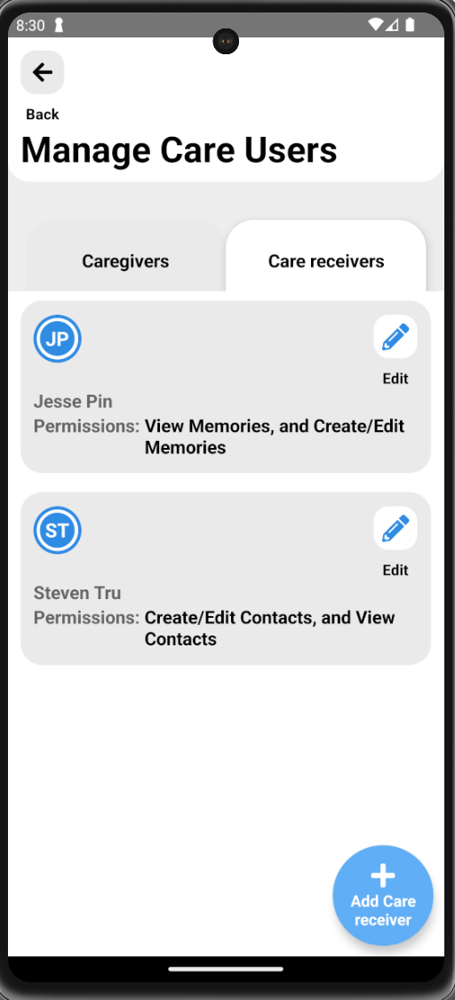 8:30
Back
Manage Care Users
Caregivers
Care receivers
JP
Edit
Jesse Pin
Permissions: View Memories, and Create/Edit
Memories
ST
Edit
Steven Tru
Permissions: Create/Edit Contacts, and View
Contacts
Add Care
receiver